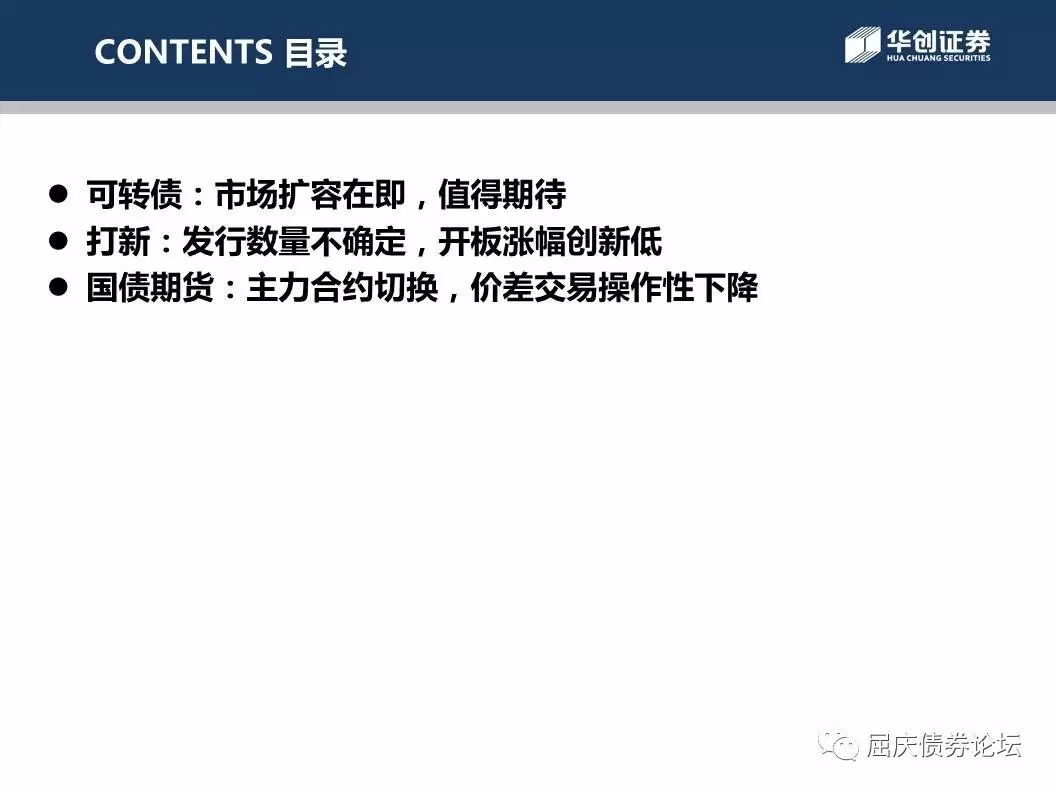 CONTENTS 目录
华创证券
HUA CHUANG SECURITIES
● 可转债：市场扩容在即，值得期待
● 打新：发行数量不确定，开板涨幅创新低
● 国债期货：主力合约切换，价差交易操作性下降
屈庆债券论坛